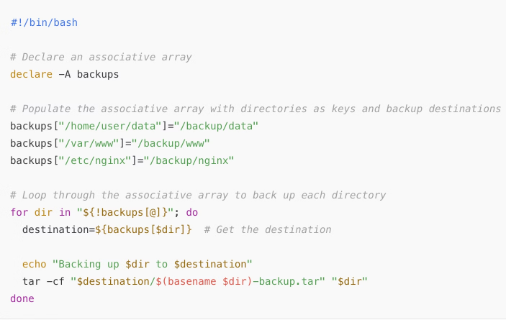 #!/bin/bash

# Declare an associative array
declare -A backups

# Populate the associative array with directories as keys and backup destinations
backups["/home/user/data"]="/backup/data"
backups["/var/www"]="/backup/www"
backups["/etc/nginx"]="/backup/nginx"

# Loop through the associative array to back up each directory
for dir in "${!backups[@]}"; do
  destination=${backups[$dir]}  # Get the destination

  echo "Backing up $dir to $destination"
  tar -cf "$destination/$(basename $dir)-backup.tar" "$dir"
done